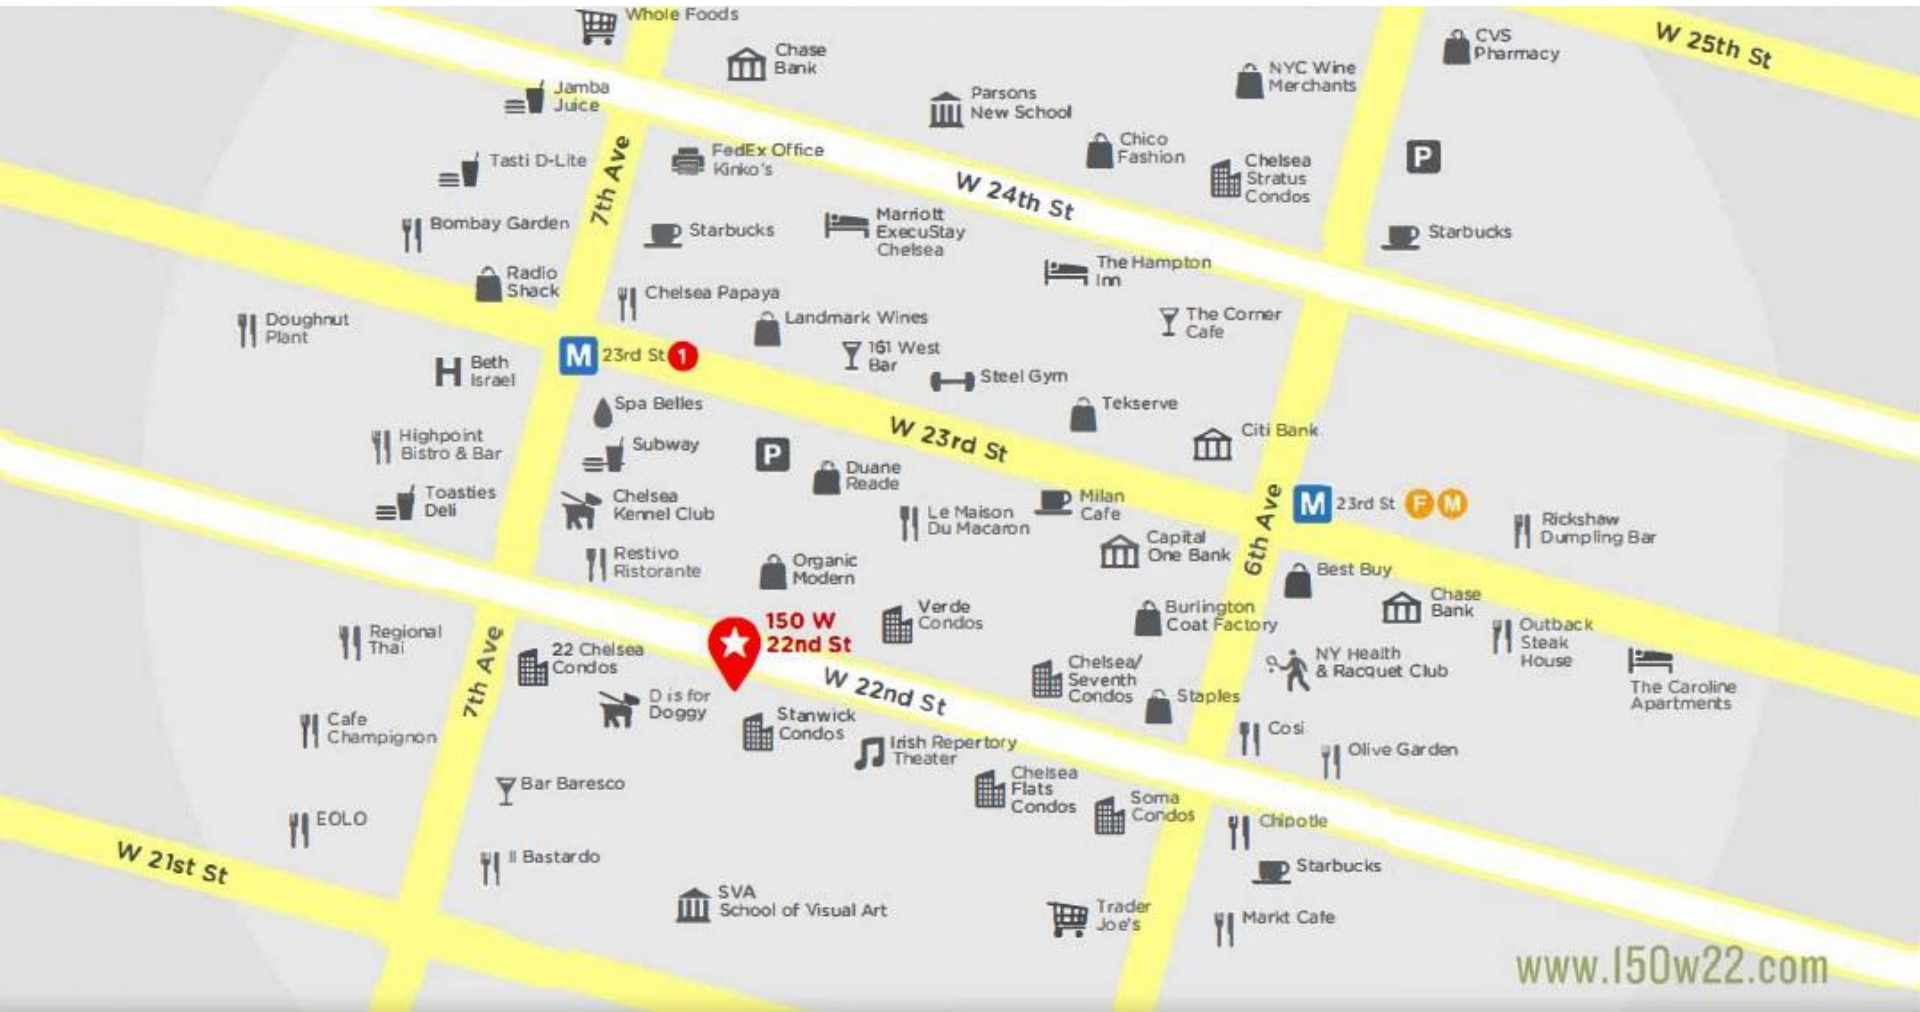 Whole Foods
Chase
Bank
CVS
Pharmacy
W 25th St
Jamba
Juice
NYC Wine
Merchants
Parsons
New School
Tasti D-Lite
7th Ave
FedEx Office
Kinko's
Chico
Fashion
Chelsea
Stratus
Condos
P
W 24th St
Bombay Garden
Starbucks
Marriott
ExecuStay
Chelsea
Starbucks
Radio
Shack
The Hampton
Inn
Chelsea Papaya
Doughnut
Plant
Landmark Wines
The Corner
Cafe
M 23rd St 1
161 West
Bar
Beth
Israel
H
Steel Gym
Spa Belles
Tekserve
W 23rd St
Citi Bank
Highpoint
Bistro & Bar
Subway
P
Duane
Reade
Toasties
Deli
Chelsea
Kennel Club
Le Maison
Du Macaron
Milan
Cafe
6th Ave
M 23rd St F M
Rickshaw
Dumpling Bar
Capital
One Bank
Restivo
Ristorante
Organic
Modern
Best Buy
Chase
Bank
150 W
22nd St
Verde
Condos
Burlington
Coat Factory
Outback
Steak
House
Regional
Thai
7th Ave
22 Chelsea
Condos
W 22nd St
Chelsea/
Seventh
Condos
NY Health
& Racquet Club
Staples
The Caroline
Apartments
D is for
Doggy
Stanwick
Condos
Cafe
Champignon
Irish Repertory
Theater
Cosi
Olive Garden
Chelsea
Flats
Condos
Bar Baresco
Soma
Condos
EOLO
Chipotle
W 21st St
Il Bastardo
Starbucks
SVA
School of Visual Art
Trader
Joe's
Markt Cafe
www.150w22.com